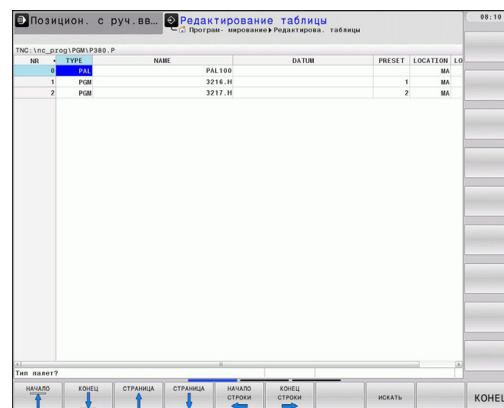 Позицион. с руч.вв… Редактирование таблицы 08:10
Програм- мирование Редактирова. таблицы
TNC:\nc_prog\PGM\P380.P
NR TYPE NAME DATUM PRESET LOCATION LO
0 PAL PAL100 MA
1 PGM 3216.H 1 MA
2 PGM 3217.H 2 MA
Тип палет?
НАЧАЛО КОНЕЦ СТРАНИЦА СТРАНИЦА НАЧАЛО СТРОКИ КОНЕЦ СТРОКИ ИСКАТЬ КОНЕЦ